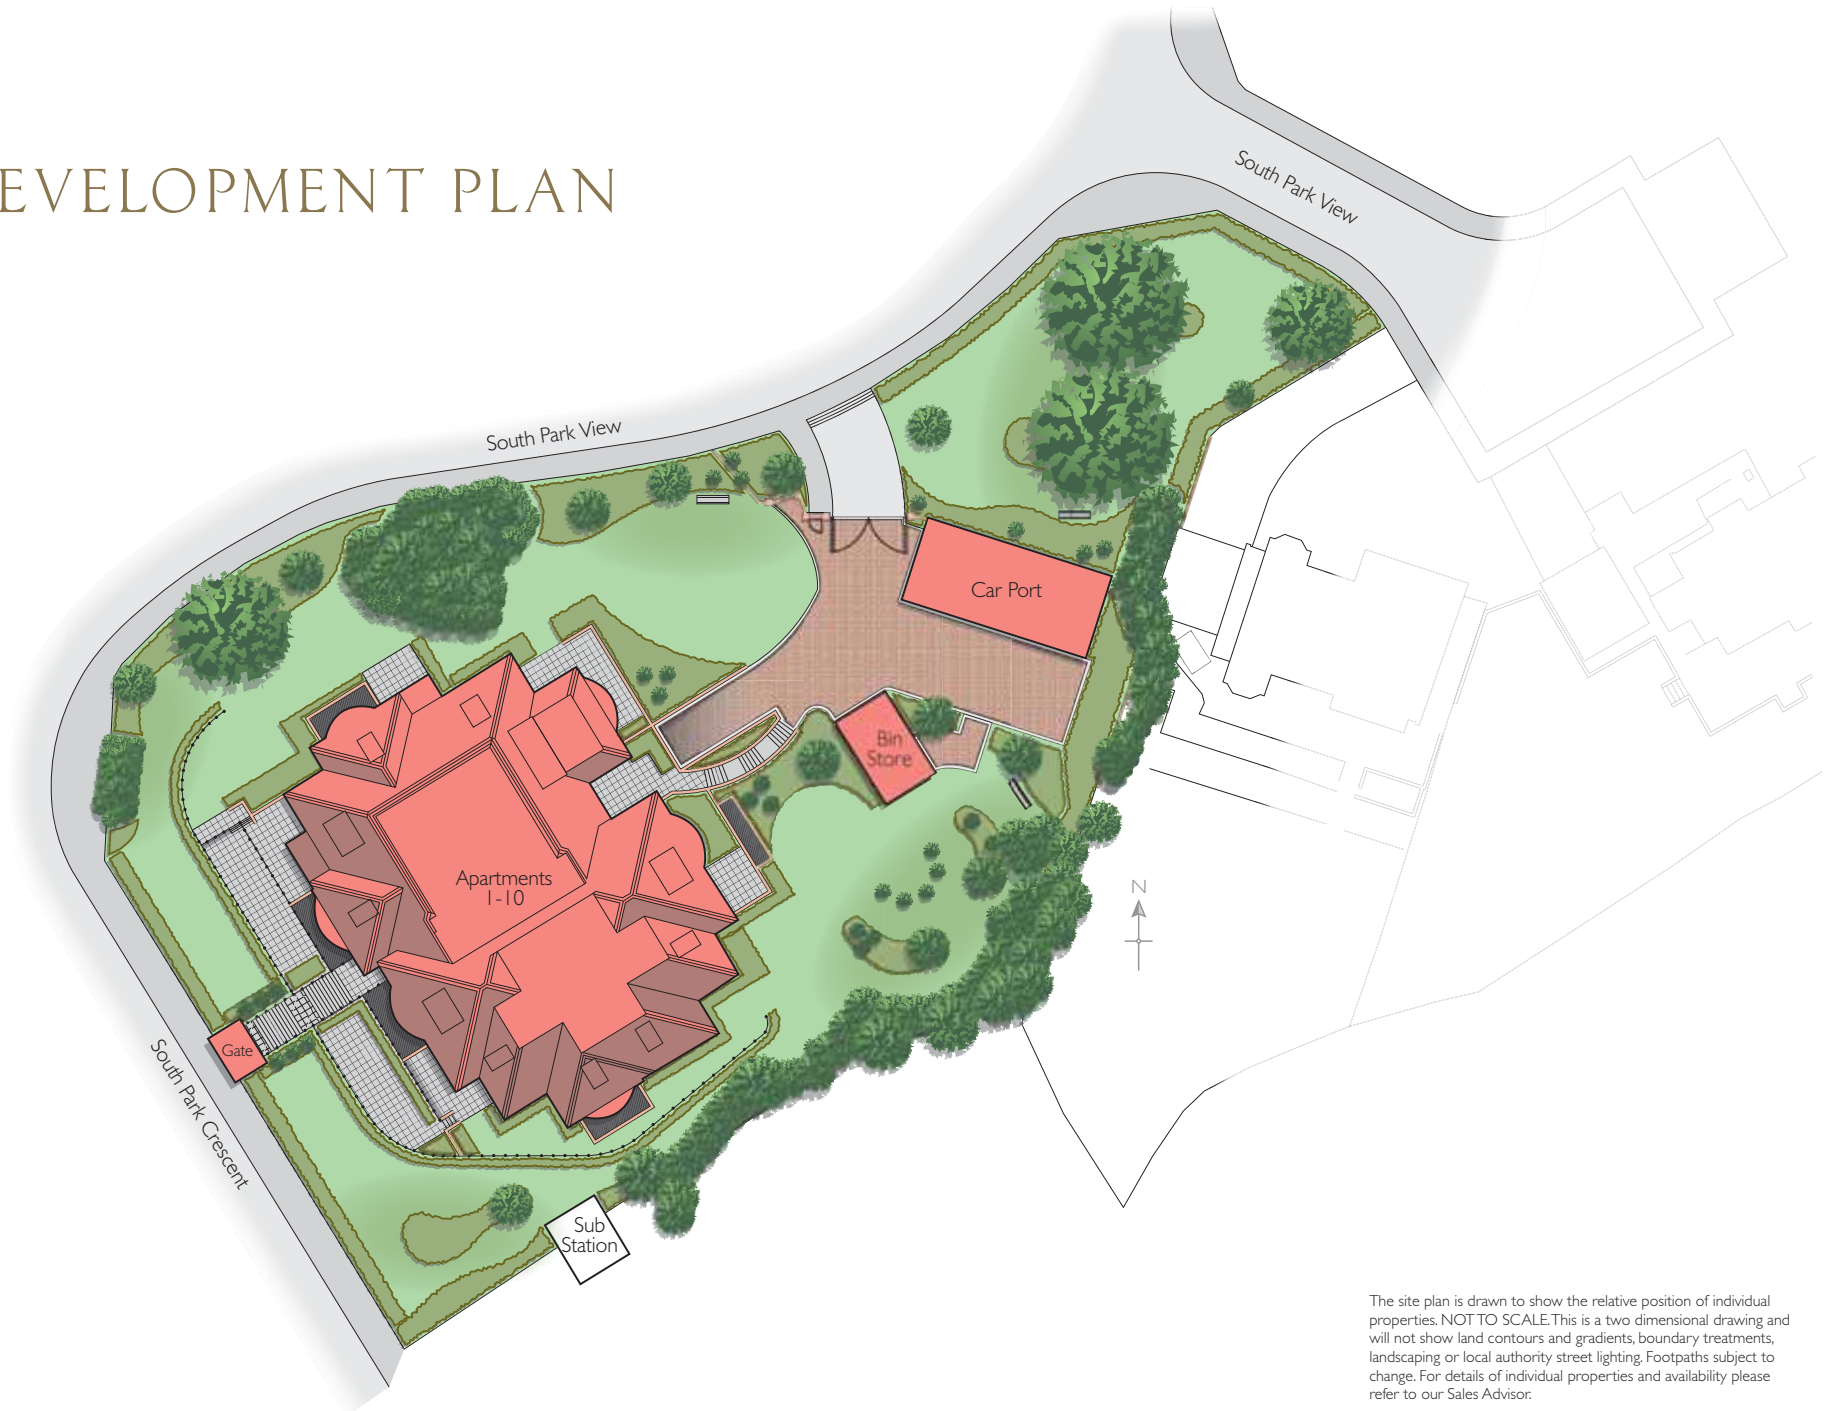 EVELOPMENT PLAN
South Park View
South Park View
Car Port
Bin
Store
Apartments
1-10
N
Gate
South Park Crescent
Sub
Station
The site plan is drawn to show the relative position of individual
properties. NOT TO SCALE. This is a two dimensional drawing and
will not show land contours and gradients, boundary treatments,
landscaping or local authority street lighting. Footpaths subject to
change. For details of individual properties and availability please
refer to our Sales Advisor.